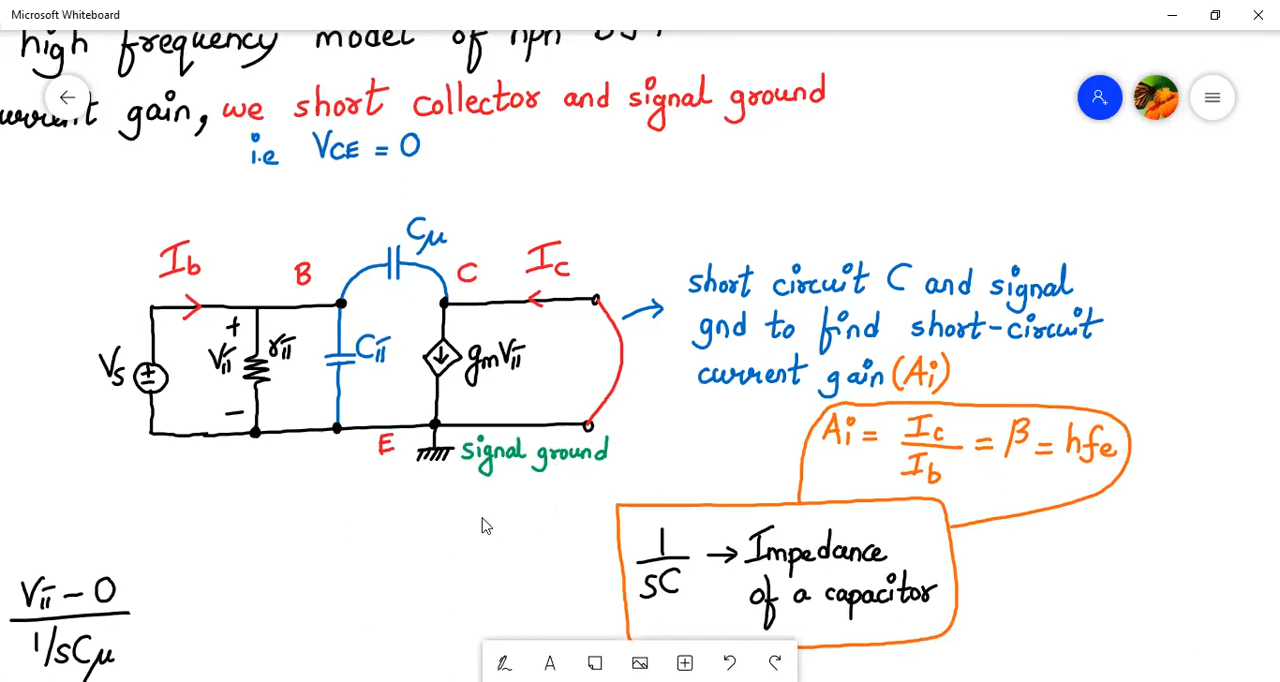 Microsoft Whiteboard
high frequency model of npn BJT
current gain, we short collector and signal ground
i.e VCE = 0
Cμ
Ib
B
C
Ic
+
Vπ
rπ
-
Vs
Cπ
gmVπ
E
signal ground
short circuit C and signal
gnd to find short-circuit
current gain (Ai)
Ai = Ic/Ib = β = hfe
1/sC → Impedance
of a capacitor
Vπ - 0
1/sCμ
A